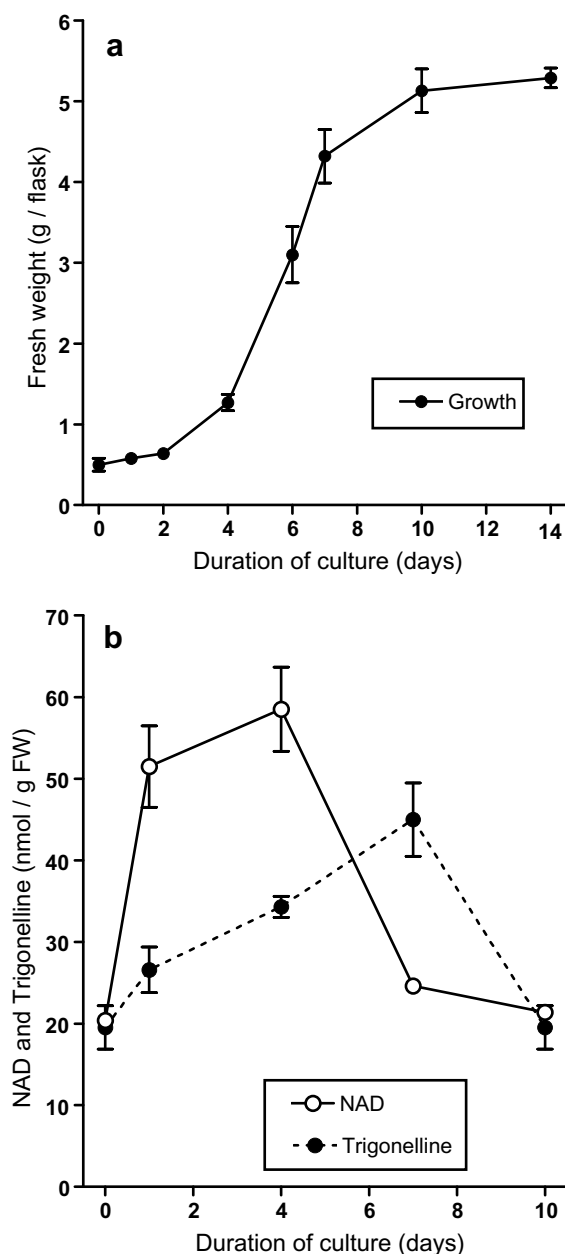 a
6
5
4
3
2
1
0
Fresh weight (g / flask)
Growth
0 2 4 6 8 10 12 14
Duration of culture (days)
b
70
60
50
40
30
20
10
0
NAD and Trigonelline (nmol / g FW)
NAD
Trigonelline
0 2 4 6 8 10
Duration of culture (days)